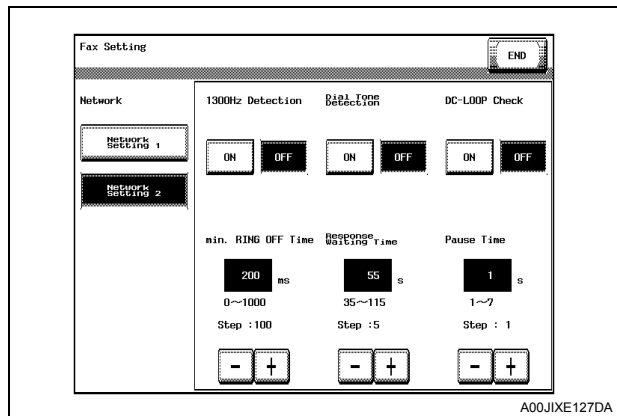 Fax Setting
END
Network
Network Setting 1
Network Setting 2
1300Hz Detection
Dial Tone Detection
DC-LOOP Check
ON OFF
ON OFF
ON OFF
min. RING OFF Time
Response Waiting Time
Pause Time
200 ms
55 s
1 s
0~1000
35~115
1~7
Step :100
Step :5
Step : 1
- +
- +
- +
A00JIXE127DA